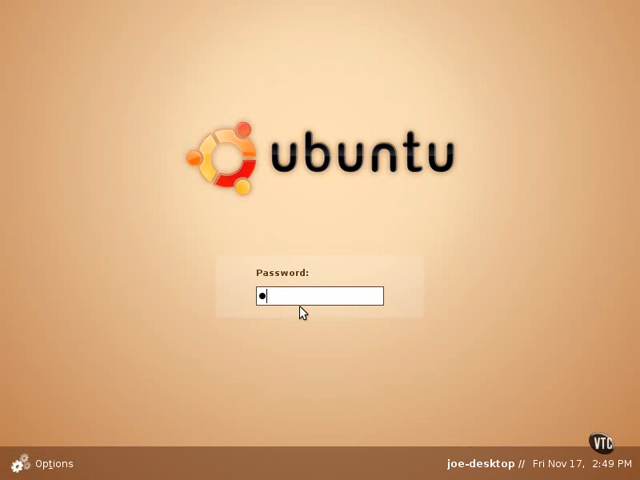 ubuntu
Password:
VTC
Options
joe-desktop // Fri Nov 17, 2:49 PM